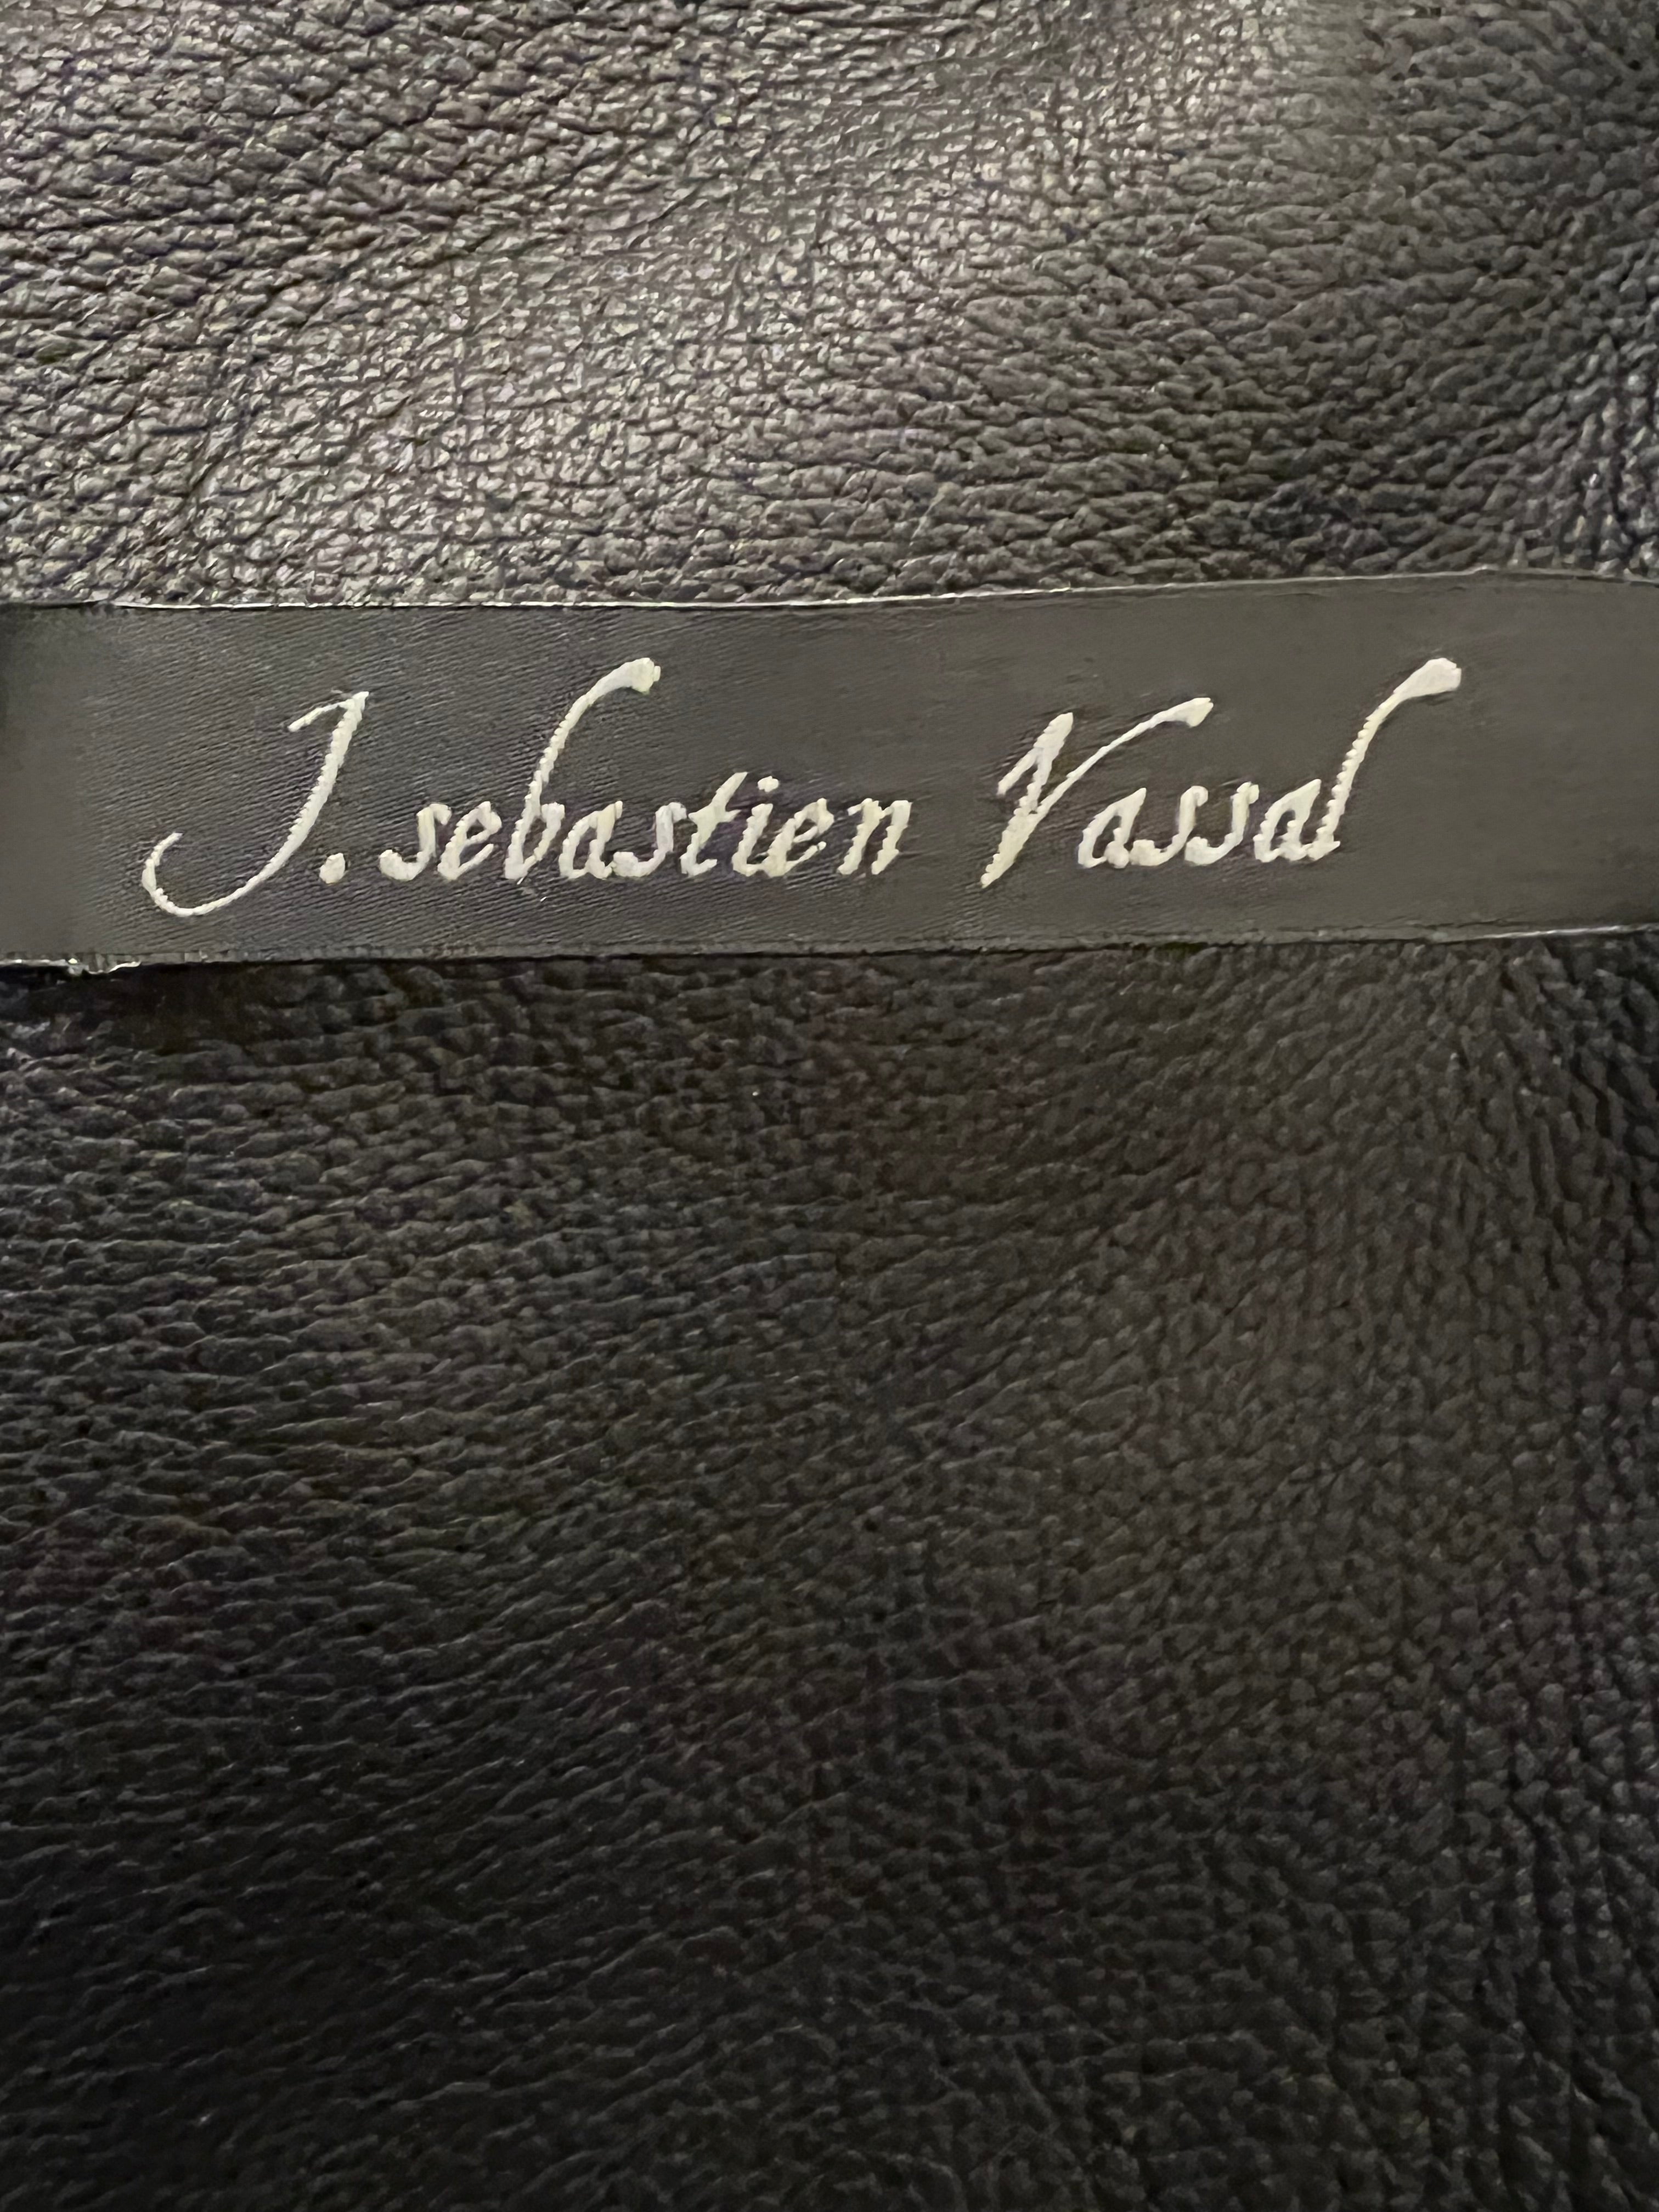 J. sebastien Vassal